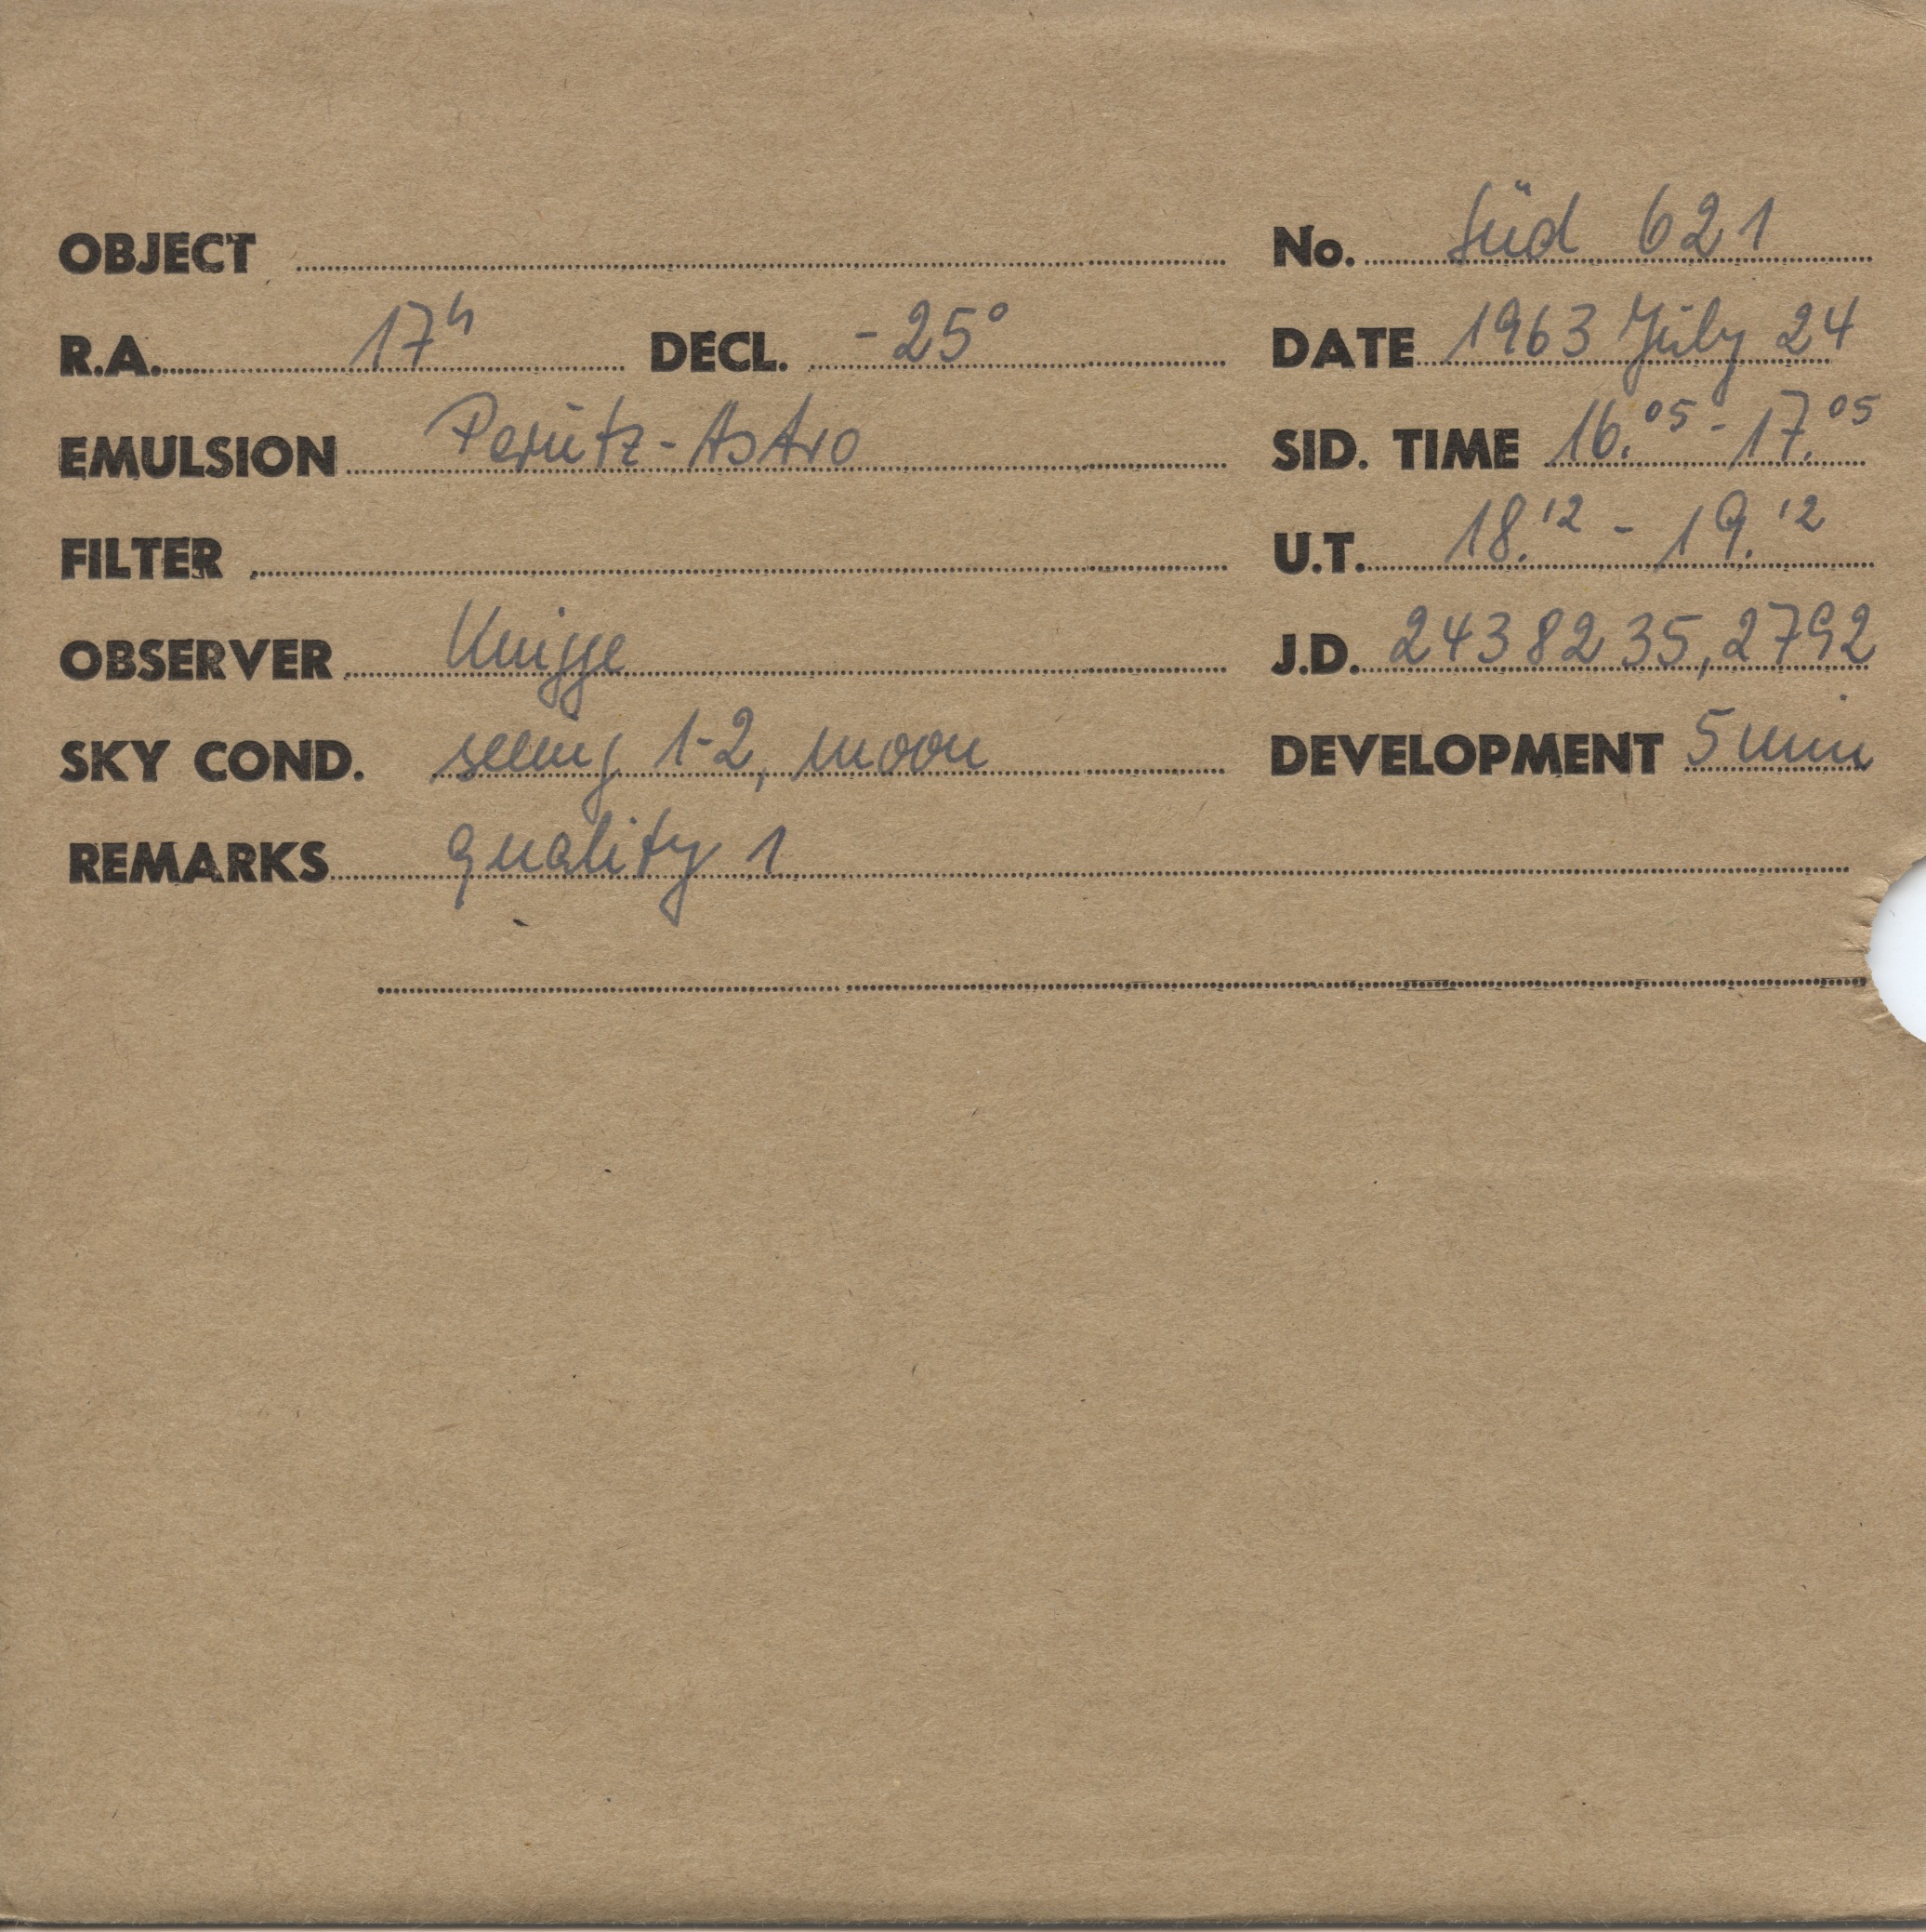 OBJECT No. Süd 621
R.A. 17h DECL. -25° DATE 1963 July 24
EMULSION Perutz-Astro SID. TIME 16.05 - 17.05
FILTER U.T. 18.12 - 19.12
OBSERVER Knigge J.D. 2438235,2792
SKY COND. seeing 1-2, moon DEVELOPMENT 5 min
REMARKS quality 1